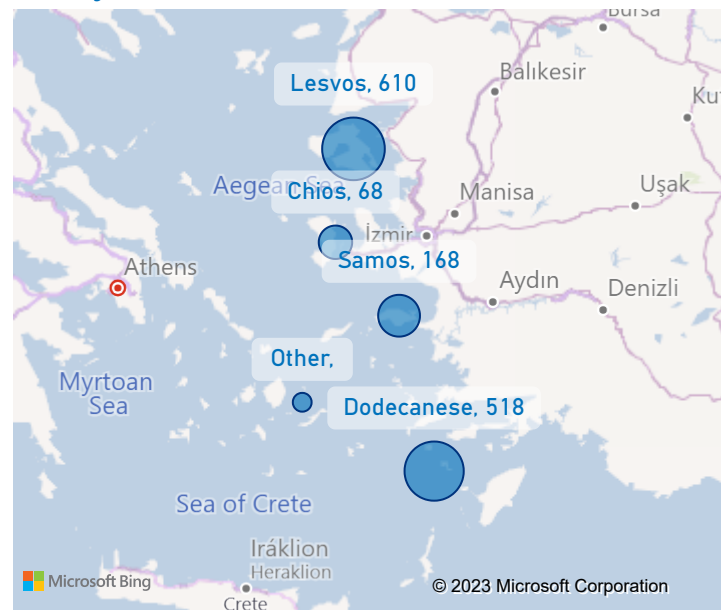 Bursa
Lesvos, 610
Balıkesir
Aegean Sea
Chios, 68
Manisa
Uşak
İzmir
Samos, 168
Athens
Aydın
Denizli
Other,
Myrtoan
Sea
Dodecanese, 518
Sea of Crete
Iráklion
Heraklion
Microsoft Bing
© 2023 Microsoft Corporation
Crete